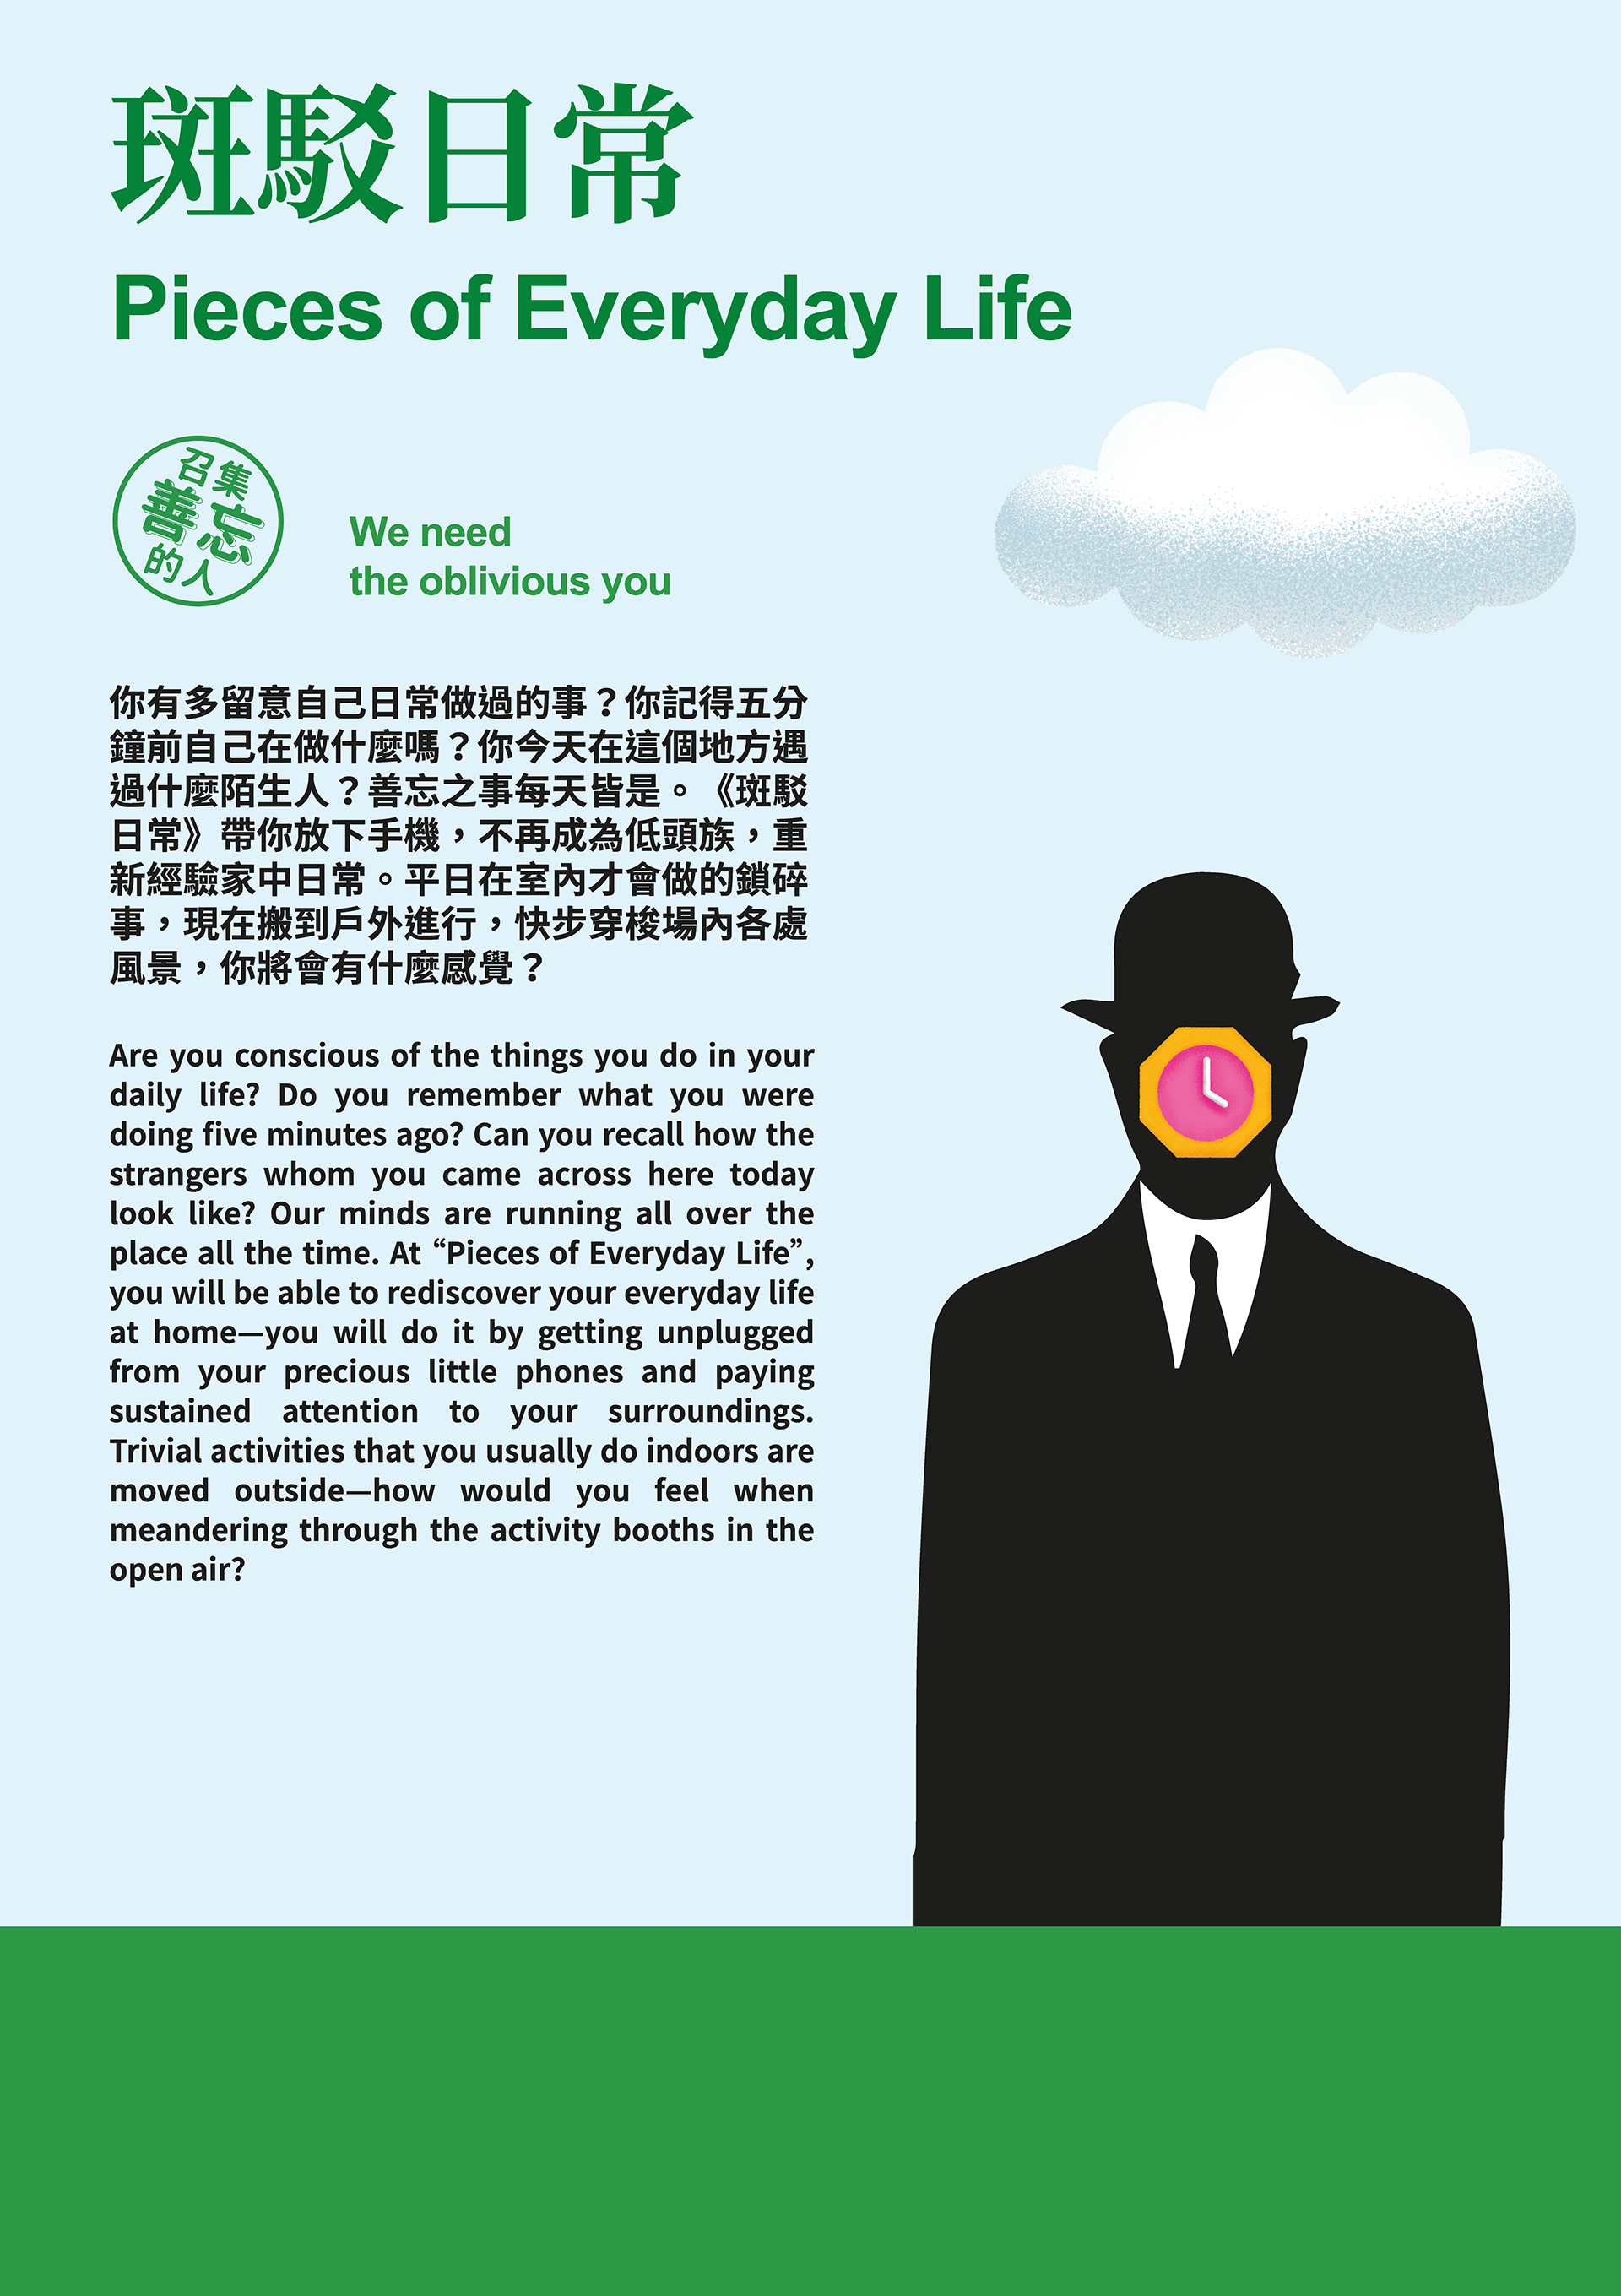 斑駁日常
Pieces of Everyday Life
召集
善忘
的人
We need
the oblivious you
你有多留意自己日常做過的事？你記得五分
鐘前自己在做什麼嗎？你今天在這個地方遇
過什麼陌生人？善忘之事每天皆是。《斑駁
日常》帶你放下手機，不再成為低頭族，重
新經驗家中日常。平日在室內才會做的鎖碎
事，現在搬到戶外進行，快步穿梭場內各處
風景，你將會有什麼感覺？
Are you conscious of the things you do in your
daily life? Do you remember what you were
doing five minutes ago? Can you recall how the
strangers whom you came across here today
look like? Our minds are running all over the
place all the time. At “Pieces of Everyday Life”,
you will be able to rediscover your everyday life
at home—you will do it by getting unplugged
from your precious little phones and paying
sustained attention to your surroundings.
Trivial activities that you usually do indoors are
moved outside—how would you feel when
meandering through the activity booths in the
open air?